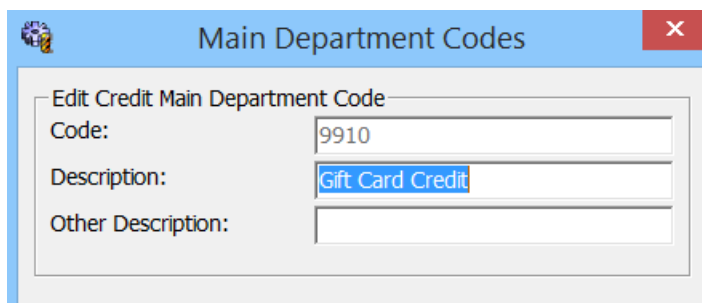 Main Department Codes
Edit Credit Main Department Code
Code: 9910
Description: Gift Card Credit
Other Description: